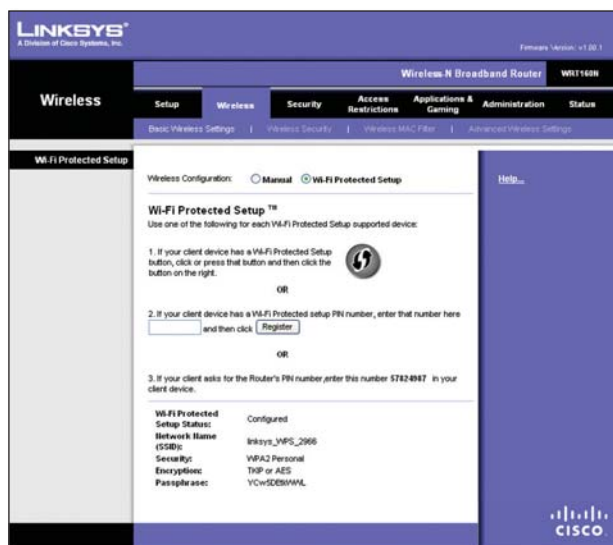 LINKSYS®
A Division of Cisco Systems, Inc.
Firmware Version: v1.00.1
Wireless-N Broadband Router WRT160N
Wireless
Setup Wireless Security Access Restrictions Applications & Gaming Administration Status
Basic Wireless Settings | Wireless Security | Wireless MAC Filter | Advanced Wireless Settings
Wi-Fi Protected Setup
Wireless Configuration: Manual Wi-Fi Protected Setup
Help...
Wi-Fi Protected Setup ™
Use one of the following for each Wi-Fi Protected Setup supported device:
1. If your client device has a Wi-Fi Protected Setup
button, click or press that button and then click the
button on the right.
OR
2. If your client device has a Wi-Fi Protected setup PIN number, enter that number here
and then click Register
OR
3. If your client asks for the Router's PIN number,enter this number 57824987 in your
client device.
Wi-Fi Protected
Setup Status: Configured
Network Name
(SSID): linksys_WPS_2966
Security: WPA2 Personal
Encryption: TKIP or AES
Passphrase:
CISCO